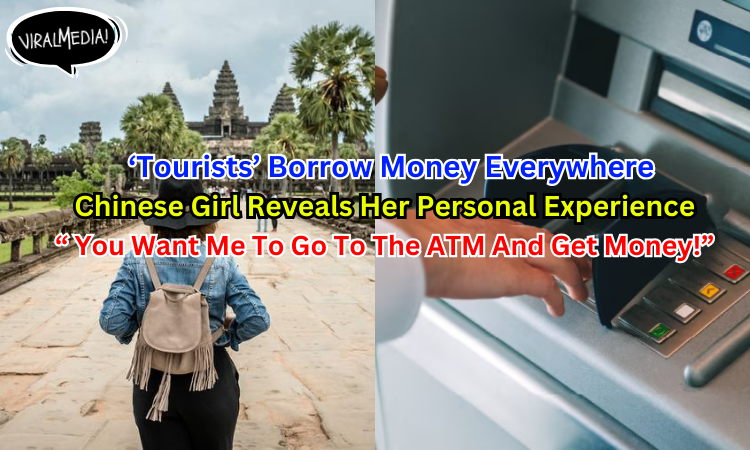 VIRALMEDIA!
‘Tourists’ Borrow Money Everywhere
Chinese Girl Reveals Her Personal Experience
“ You Want Me To Go To The ATM And Get Money!”